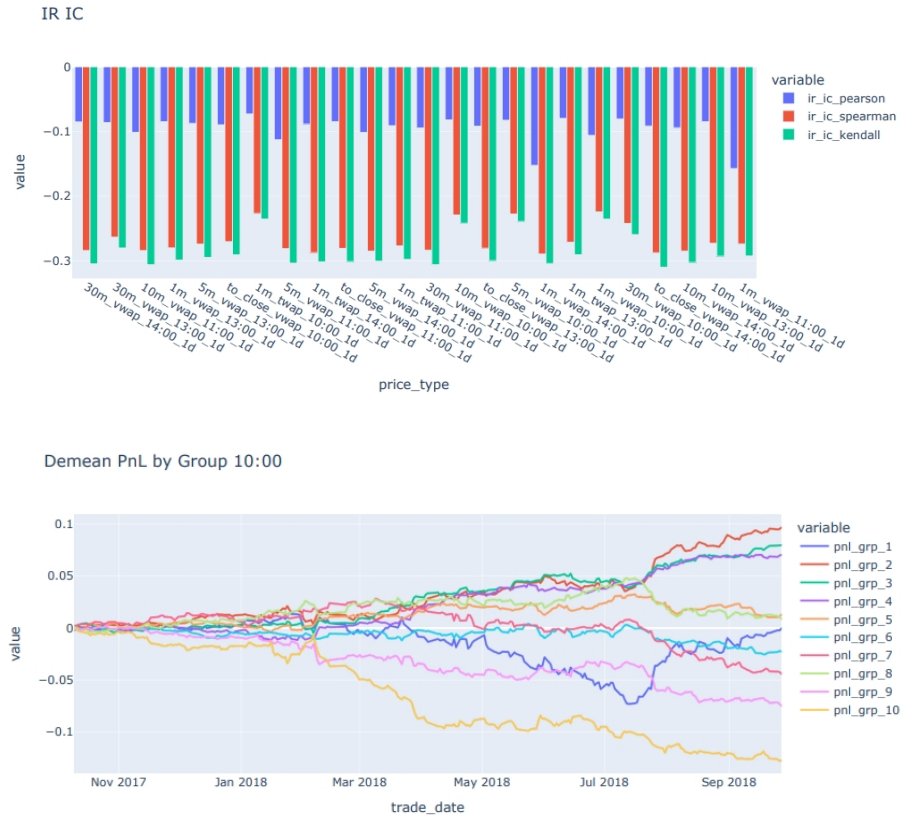 IR IC
0
−0.1
−0.2
−0.3
value
variable
ir_ic_pearson
ir_ic_spearman
ir_ic_kendall
30m_vwap_14:00_1d
30m_vwap_13:00_1d
10m_vwap_11:00_1d
1m_vwap_13:00_1d
5m_vwap_13:00_1d
to_close_vwap_10:00_1d
1m_twap_10:00_1d
5m_vwap_11:00_1d
1m_twap_14:00_1d
to_close_vwap_11:00_1d
5m_vwap_14:00_1d
1m_twap_11:00_1d
30m_vwap_11:00_1d
10m_vwap_10:00_1d
to_close_vwap_13:00_1d
5m_vwap_10:00_1d
1m_vwap_14:00_1d
1m_twap_13:00_1d
1m_vwap_10:00_1d
30m_vwap_10:00_1d
to_close_vwap_14:00_1d
10m_vwap_14:00_1d
10m_vwap_13:00_1d
1m_vwap_11:00_1d
price_type
Demean PnL by Group 10:00
0.1
0.05
0
−0.05
−0.1
value
variable
pnl_grp_1
pnl_grp_2
pnl_grp_3
pnl_grp_4
pnl_grp_5
pnl_grp_6
pnl_grp_7
pnl_grp_8
pnl_grp_9
pnl_grp_10
Nov 2017
Jan 2018
Mar 2018
May 2018
Jul 2018
Sep 2018
trade_date